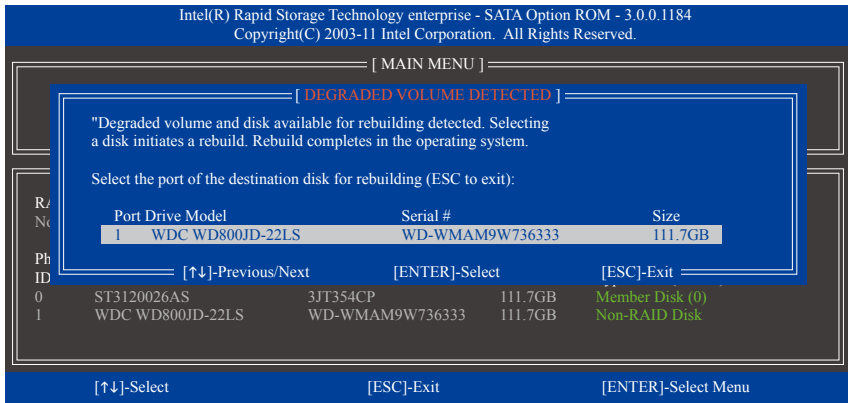 Intel(R) Rapid Storage Technology enterprise - SATA Option ROM - 3.0.0.1184
Copyright(C) 2003-11 Intel Corporation. All Rights Reserved.
[ MAIN MENU ]
[ DEGRADED VOLUME DETECTED ]
"Degraded volume and disk available for rebuilding detected. Selecting
a disk initiates a rebuild. Rebuild completes in the operating system.
Select the port of the destination disk for rebuilding (ESC to exit):
Port Drive Model Serial # Size
1 WDC WD800JD-22LS WD-WMAM9W736333 111.7GB
[↑↓]-Previous/Next [ENTER]-Select [ESC]-Exit
ID
0 ST3120026AS 3JT354CP 111.7GB Member Disk (0)
1 WDC WD800JD-22LS WD-WMAM9W736333 111.7GB Non-RAID Disk
[↑↓]-Select [ESC]-Exit [ENTER]-Select Menu